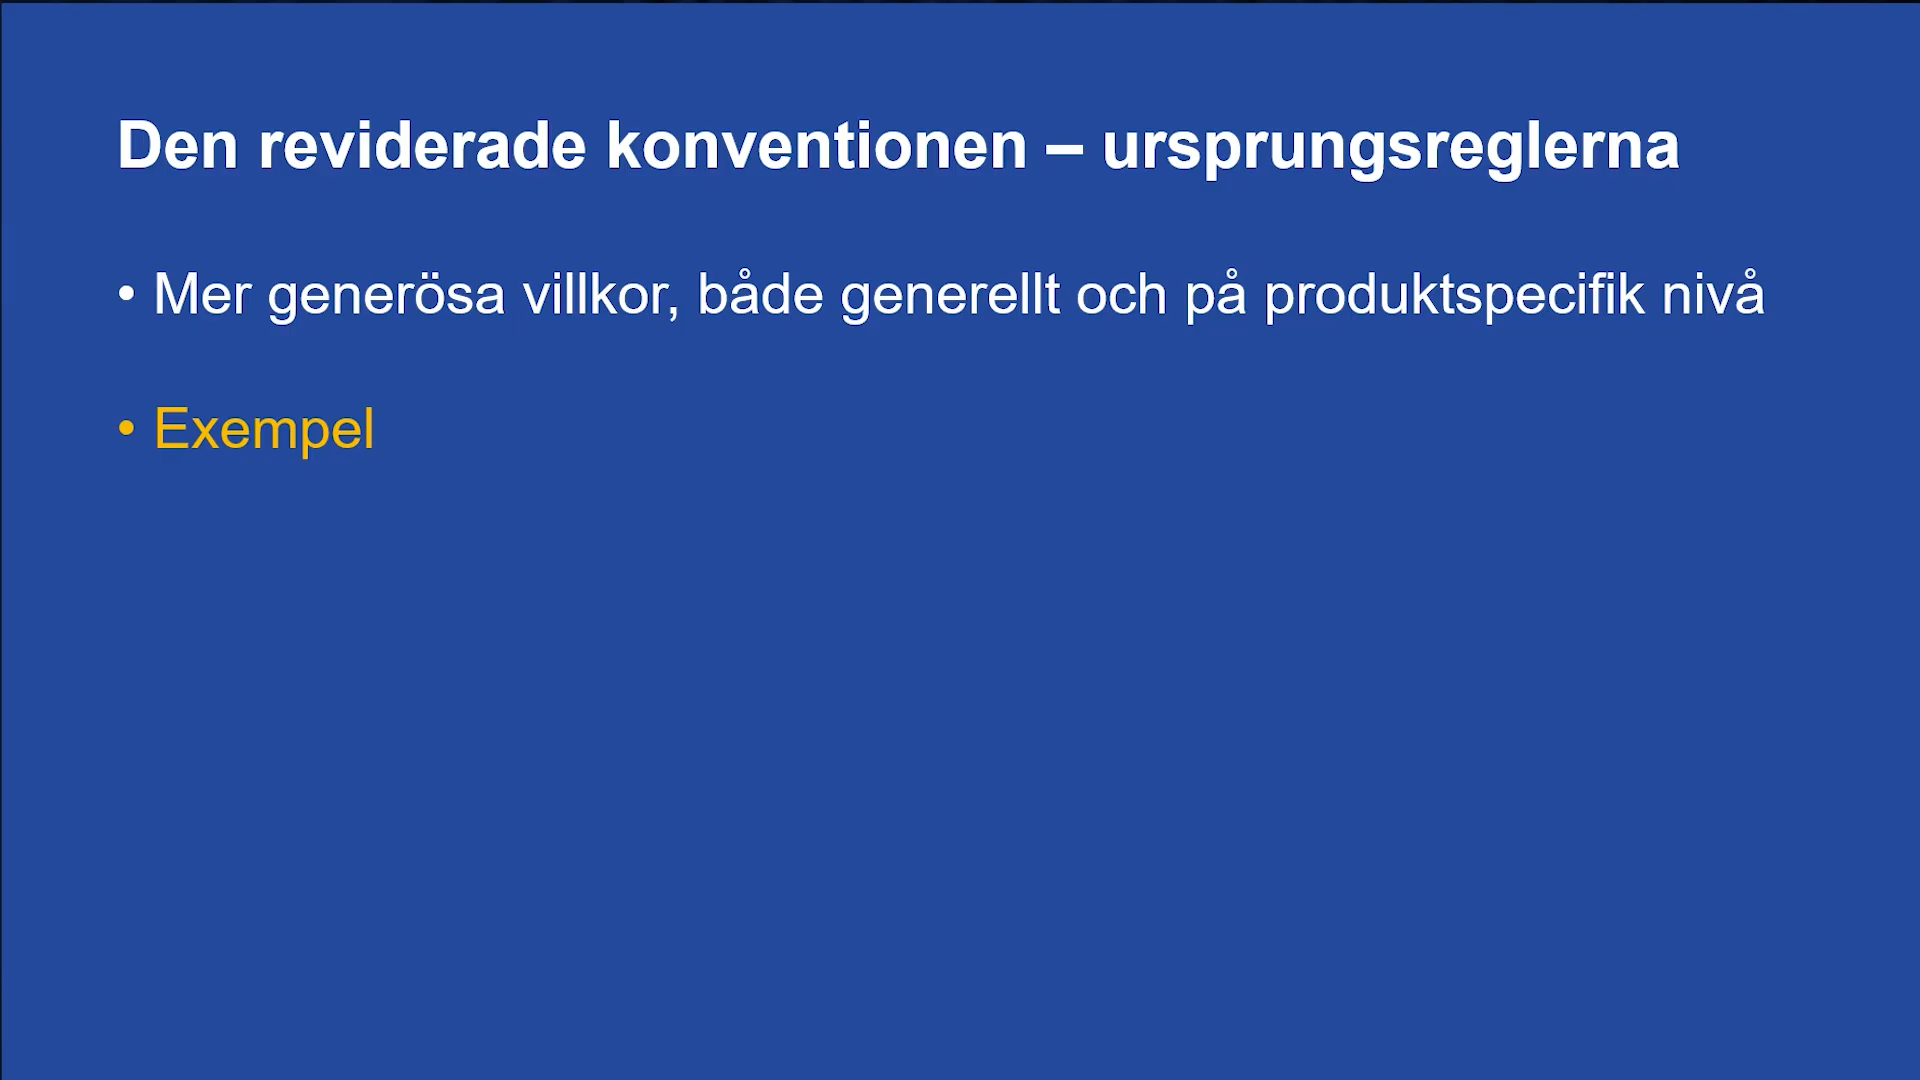 Den reviderade konventionen – ursprungsreglerna
• Mer generösa villkor, både generellt och på produktspecifik nivå
• Exempel